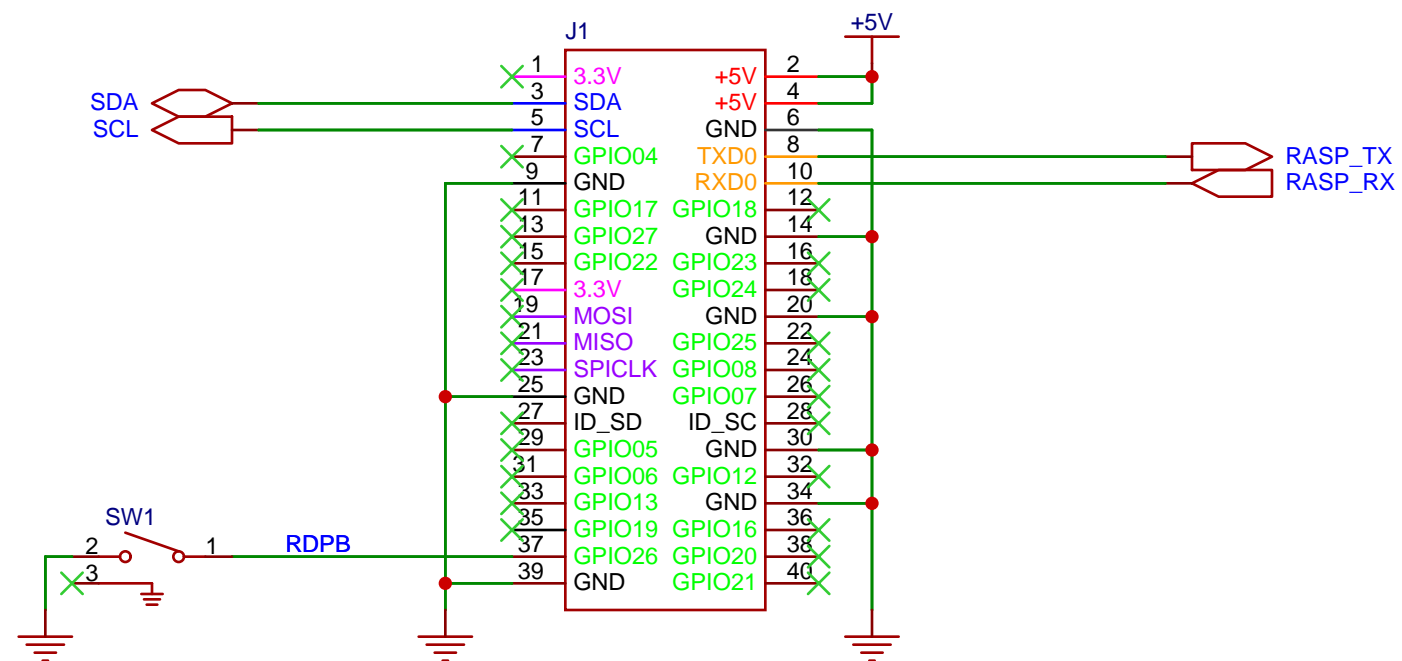 +5V
J1
1 3.3V +5V 2
SDA 3 SDA +5V 4
SCL 5 SCL GND 6
7 GPIO04 TXD0 8 RASP_TX
9 GND RXD0 10 RASP_RX
11 GPIO17 GPIO18 12
13 GPIO27 GND 14
15 GPIO22 GPIO23 16
17 3.3V GPIO24 18
19 MOSI GND 20
21 MISO GPIO25 22
23 SPICLK GPIO08 24
25 GND GPIO07 26
27 ID_SD ID_SC 28
29 GPIO05 GND 30
31 GPIO06 GPIO12 32
33 GPIO13 GND 34
SW1 35 GPIO19 GPIO16 36
2 1 RDPB 37 GPIO26 GPIO20 38
3 39 GND GPIO21 40